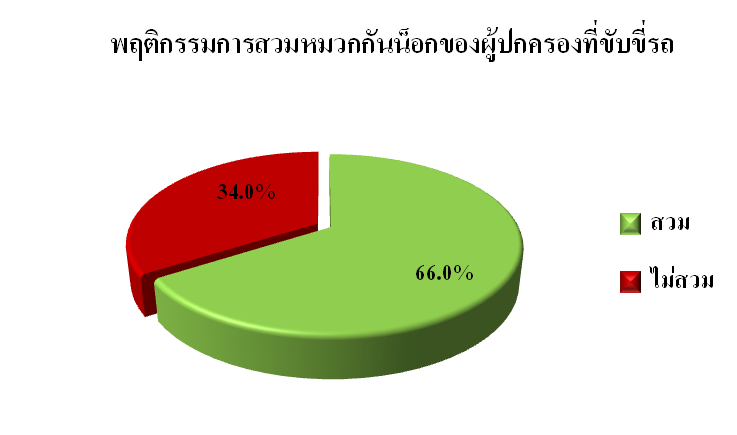 พฤติกรรมการสวมหมวกกันน็อกของผู้ปกครองที่ขับขี่รถ
34.0%
66.0%
สวม
ไม่สวม